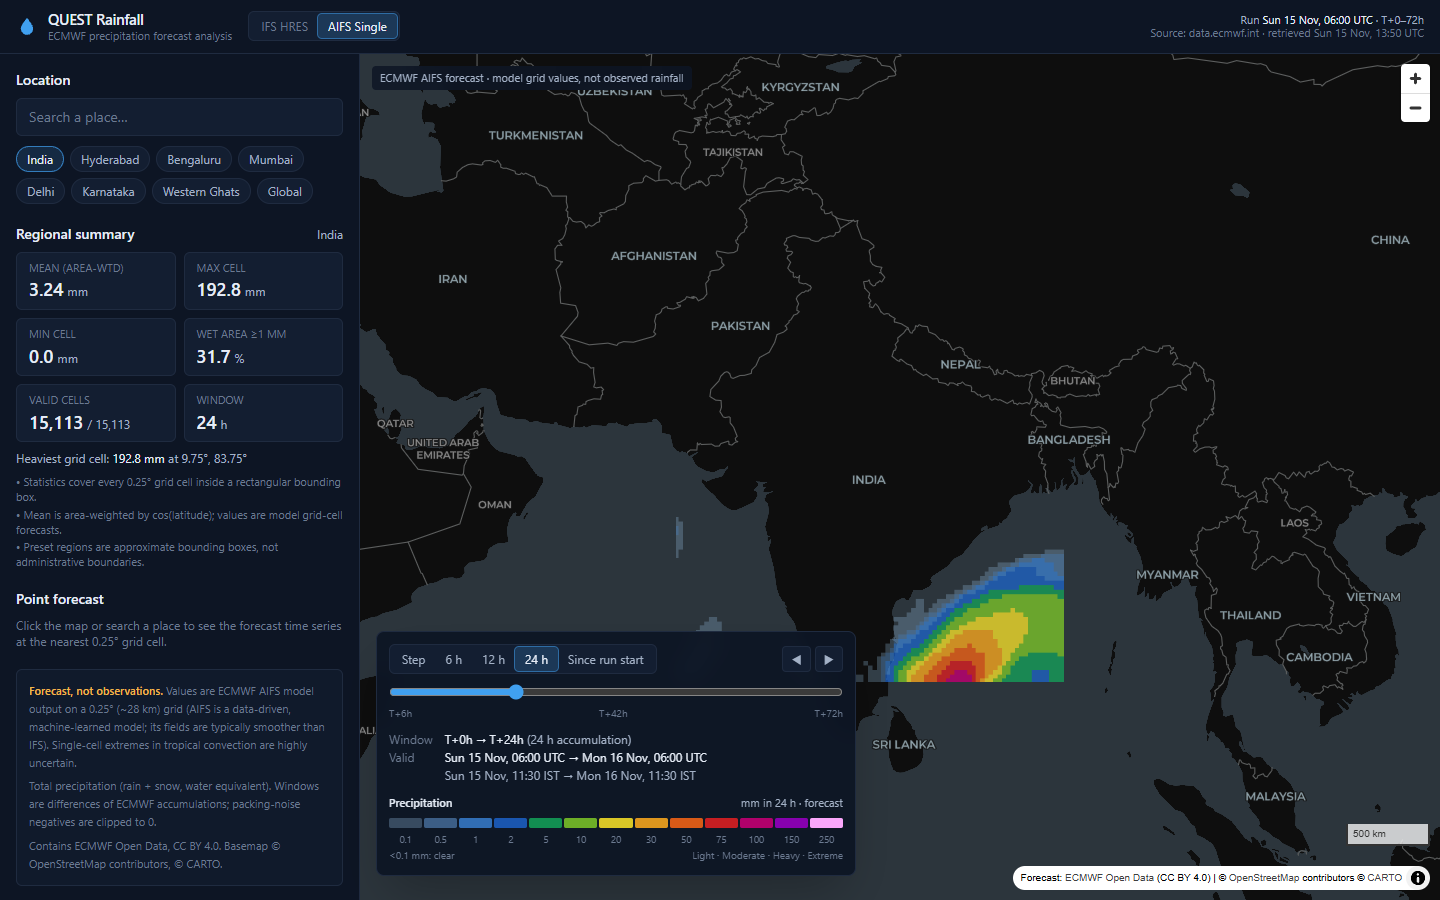 QUEST Rainfall
ECMWF precipitation forecast analysis
IFS HRES
AIFS Single
Run Sun 15 Nov, 06:00 UTC · T+0–72h
Source: data.ecmwf.int · retrieved Sun 15 Nov, 13:50 UTC
Location
Search a place...
India
Hyderabad
Bengaluru
Mumbai
Delhi
Karnataka
Western Ghats
Global
Regional summary
India
MEAN (AREA-WTD)
3.24 mm
MAX CELL
192.8 mm
MIN CELL
0.0 mm
WET AREA ≥1 MM
31.7 %
VALID CELLS
15,113 / 15,113
WINDOW
24 h
Heaviest grid cell: 192.8 mm at 9.75°, 83.75°
• Statistics cover every 0.25° grid cell inside a rectangular bounding
box.
• Mean is area-weighted by cos(latitude); values are model grid-cell
forecasts.
• Preset regions are approximate bounding boxes, not
administrative boundaries.
Point forecast
Click the map or search a place to see the forecast time series
at the nearest 0.25° grid cell.
Forecast, not observations. Values are ECMWF AIFS model
output on a 0.25° (~28 km) grid (AIFS is a data-driven,
machine-learned model; its fields are typically smoother than
IFS). Single-cell extremes in tropical convection are highly
uncertain.
Total precipitation (rain + snow, water equivalent). Windows
are differences of ECMWF accumulations; packing-noise
negatives are clipped to 0.
Contains ECMWF Open Data, CC BY 4.0. Basemap ©
OpenStreetMap contributors, © CARTO.
ECMWF AIFS forecast · model grid values, not observed rainfall
UZBEKISTAN
KYRGYZSTAN
TURKMENISTAN
TAJIKISTAN
CHINA
AFGHANISTAN
IRAN
PAKISTAN
NEPAL
BHUTAN
QATAR
UNITED ARAB
EMIRATES
BANGLADESH
INDIA
OMAN
LAOS
MYANMAR
VIETNAM
THAILAND
CAMBODIA
SRI LANKA
MALAYSIA
Step
6 h
12 h
24 h
Since run start
◀
▶
T+6h
T+42h
T+72h
Window T+0h → T+24h (24 h accumulation)
Valid Sun 15 Nov, 06:00 UTC → Mon 16 Nov, 06:00 UTC
Sun 15 Nov, 11:30 IST → Mon 16 Nov, 11:30 IST
Precipitation
mm in 24 h · forecast
0.1 0.5 1 2 5 10 20 30 50 75 100 150 250
<0.1 mm: clear
Light · Moderate · Heavy · Extreme
500 km
Forecast: ECMWF Open Data (CC BY 4.0) | © OpenStreetMap contributors © CARTO